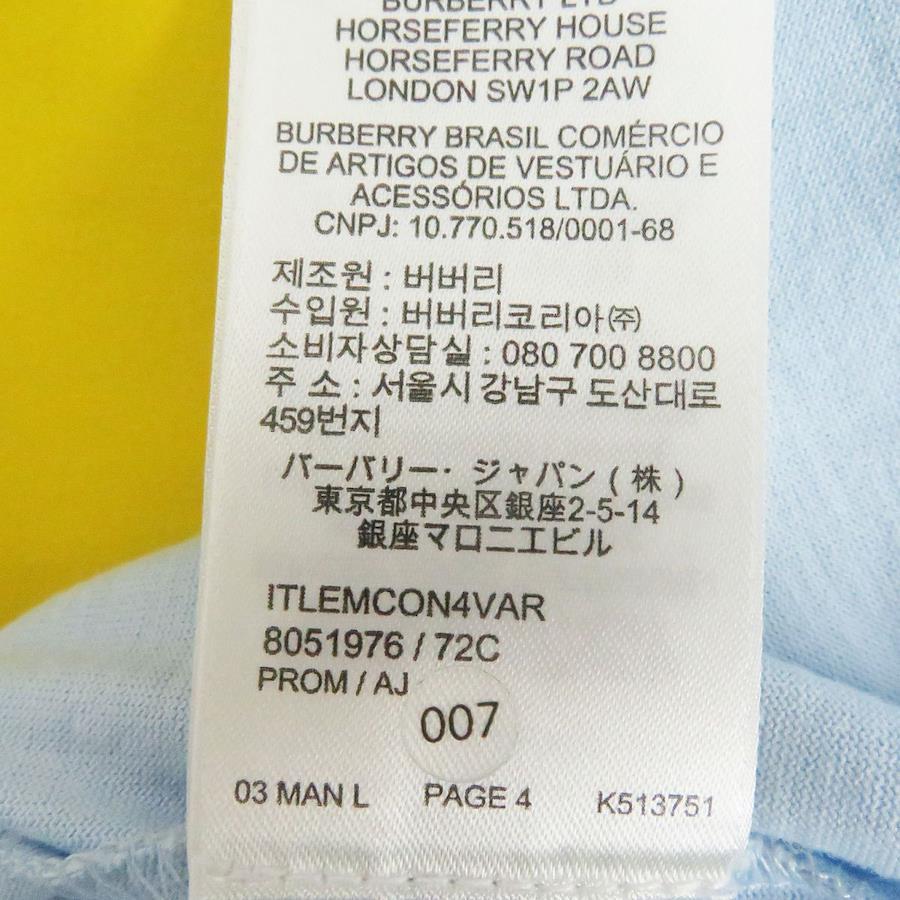 BURBERRY LTD
HORSEFERRY HOUSE
HORSEFERRY ROAD
LONDON SW1P 2AW
BURBERRY BRASIL COMÉRCIO
DE ARTIGOS DE VESTUÁRIO E
ACESSÓRIOS LTDA.
CNPJ: 10.770.518/0001-68
제조원 : 버버리
수입원 : 버버리코리아㈜
소비자상담실 : 080 700 8800
주 소 : 서울시 강남구 도산대로
459번지
バーバリー・ ジャパン ( 株 )
東京都中央区銀座2-5-14
銀座マロニエビル
ITLEMCON4VAR
8051976 / 72C
PROM / AJ
007
03 MAN L PAGE 4 K513751